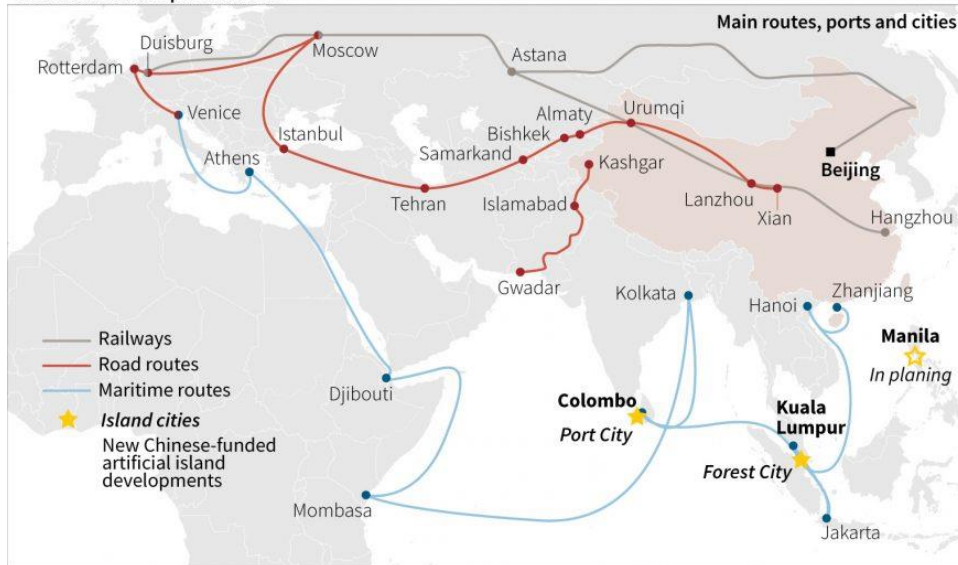 Main routes, ports and cities
Duisburg
Moscow
Rotterdam
Astana
Venice
Almaty
Urumqi
Istanbul
Bishkek
Athens
Samarkand
Kashgar
Beijing
Tehran
Islamabad
Lanzhou
Xian
Hangzhou
Gwadar
Kolkata
Hanoi
Zhanjiang
Railways
Manila
Road routes
In planing
Maritime routes
Djibouti
Colombo
Kuala
Lumpur
Island cities
Port City
New Chinese-funded
artificial island
developments
Forest City
Mombasa
Jakarta